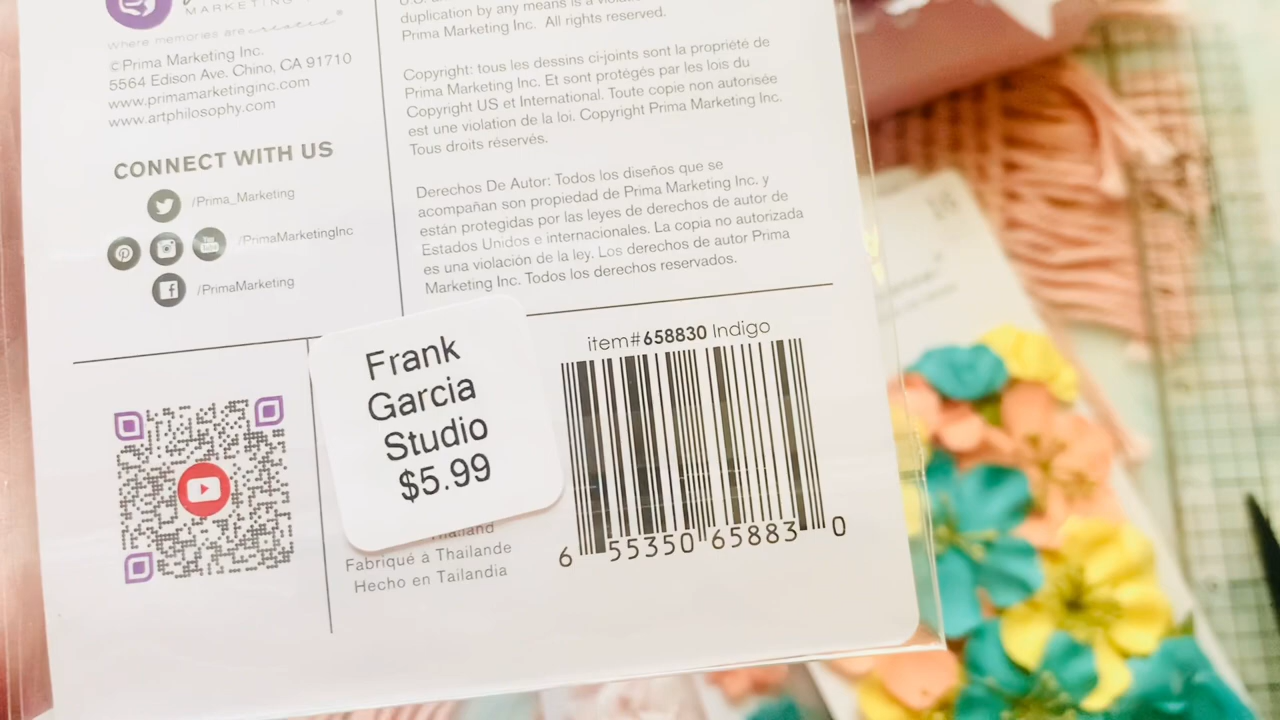 MARKETING
Where memories are created®
©Prima Marketing Inc.
5564 Edison Ave. Chino, CA 91710
www.primamarketinginc.com
www.artphilosophy.com
CONNECT WITH US
/Prima_Marketing
/PrimaMarketingInc
/PrimaMarketing
duplication by any means is a
Prima Marketing Inc. All rights reserved.
Copyright: tous les dessins ci-joints sont la propriété de
Prima Marketing Inc. Et sont protégés par les lois du
Copyright US et International. Toute copie non autorisée
est une violation de la loi. Copyright Prima Marketing Inc.
Tous droits réservés.
Derechos De Autor: Todos los diseños que se
acompañan son propiedad de Prima Marketing Inc. y
están protegidas por las leyes de derechos de autor de
Estados Unidos e internacionales. La copia no autorizada
es una violación de la ley. Los derechos de autor Prima
Marketing Inc. Todos los derechos reservados.
Frank
Garcia
Studio
$5.99
Fabriqué à Thailande
Hecho en Tailandia
item#658830 Indigo
6 55350 65883 0